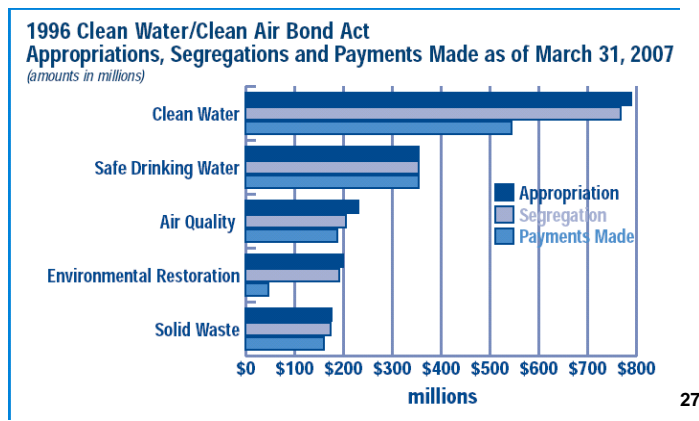 1996 Clean Water/Clean Air Bond Act
Appropriations, Segregations and Payments Made as of March 31, 2007
(amounts in millions)
Clean Water
Safe Drinking Water
Air Quality
Environmental Restoration
Solid Waste
Appropriation
Segregation
Payments Made
$0 $100 $200 $300 $400 $500 $600 $700 $800
millions
27